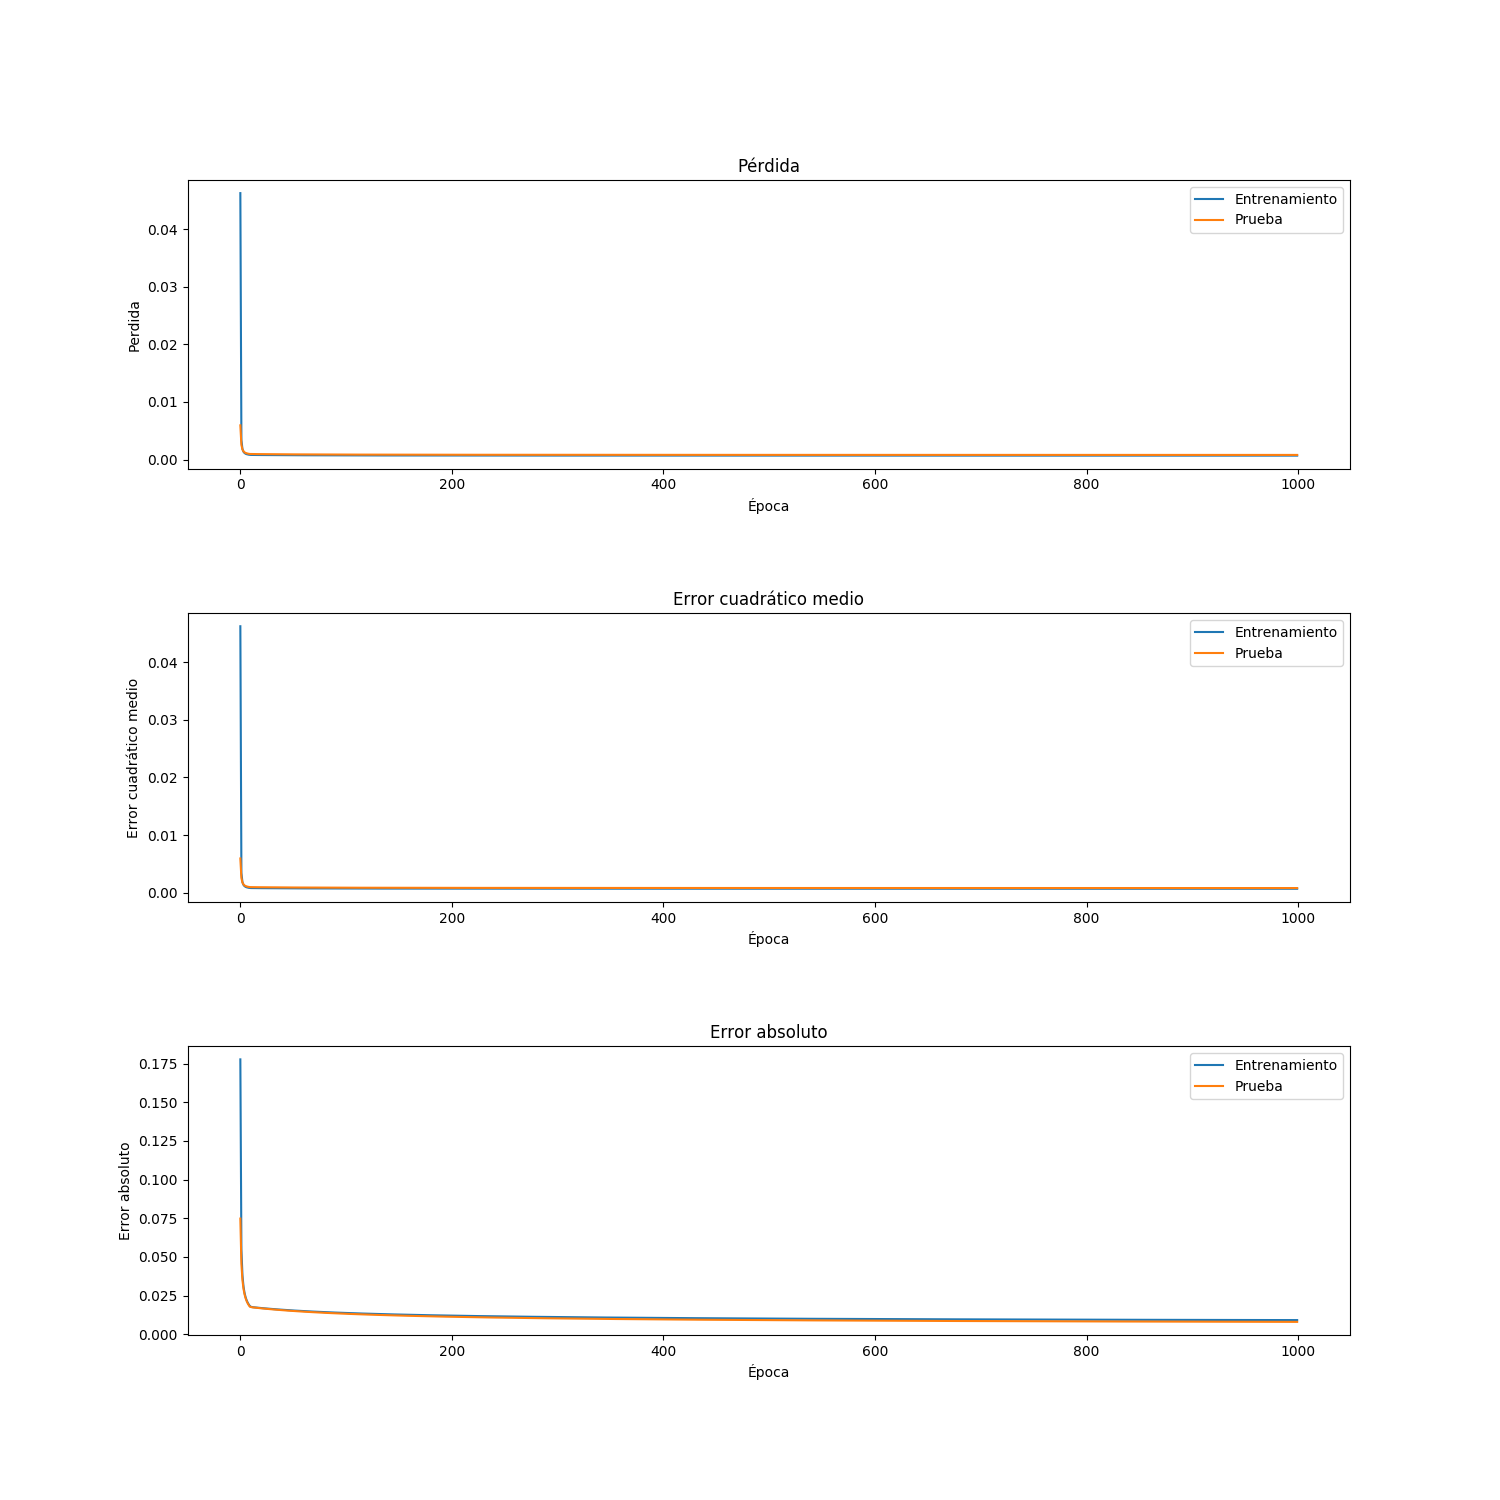 Pérdida
Entrenamiento
Prueba
0.04
0.03
0.02
0.01
0.00
Perdida
0 200 400 600 800 1000
Época
Error cuadrático medio
Entrenamiento
Prueba
0.04
0.03
0.02
0.01
0.00
Error cuadrático medio
0 200 400 600 800 1000
Época
Error absoluto
Entrenamiento
Prueba
0.175
0.150
0.125
0.100
0.075
0.050
0.025
0.000
Error absoluto
0 200 400 600 800 1000
Época